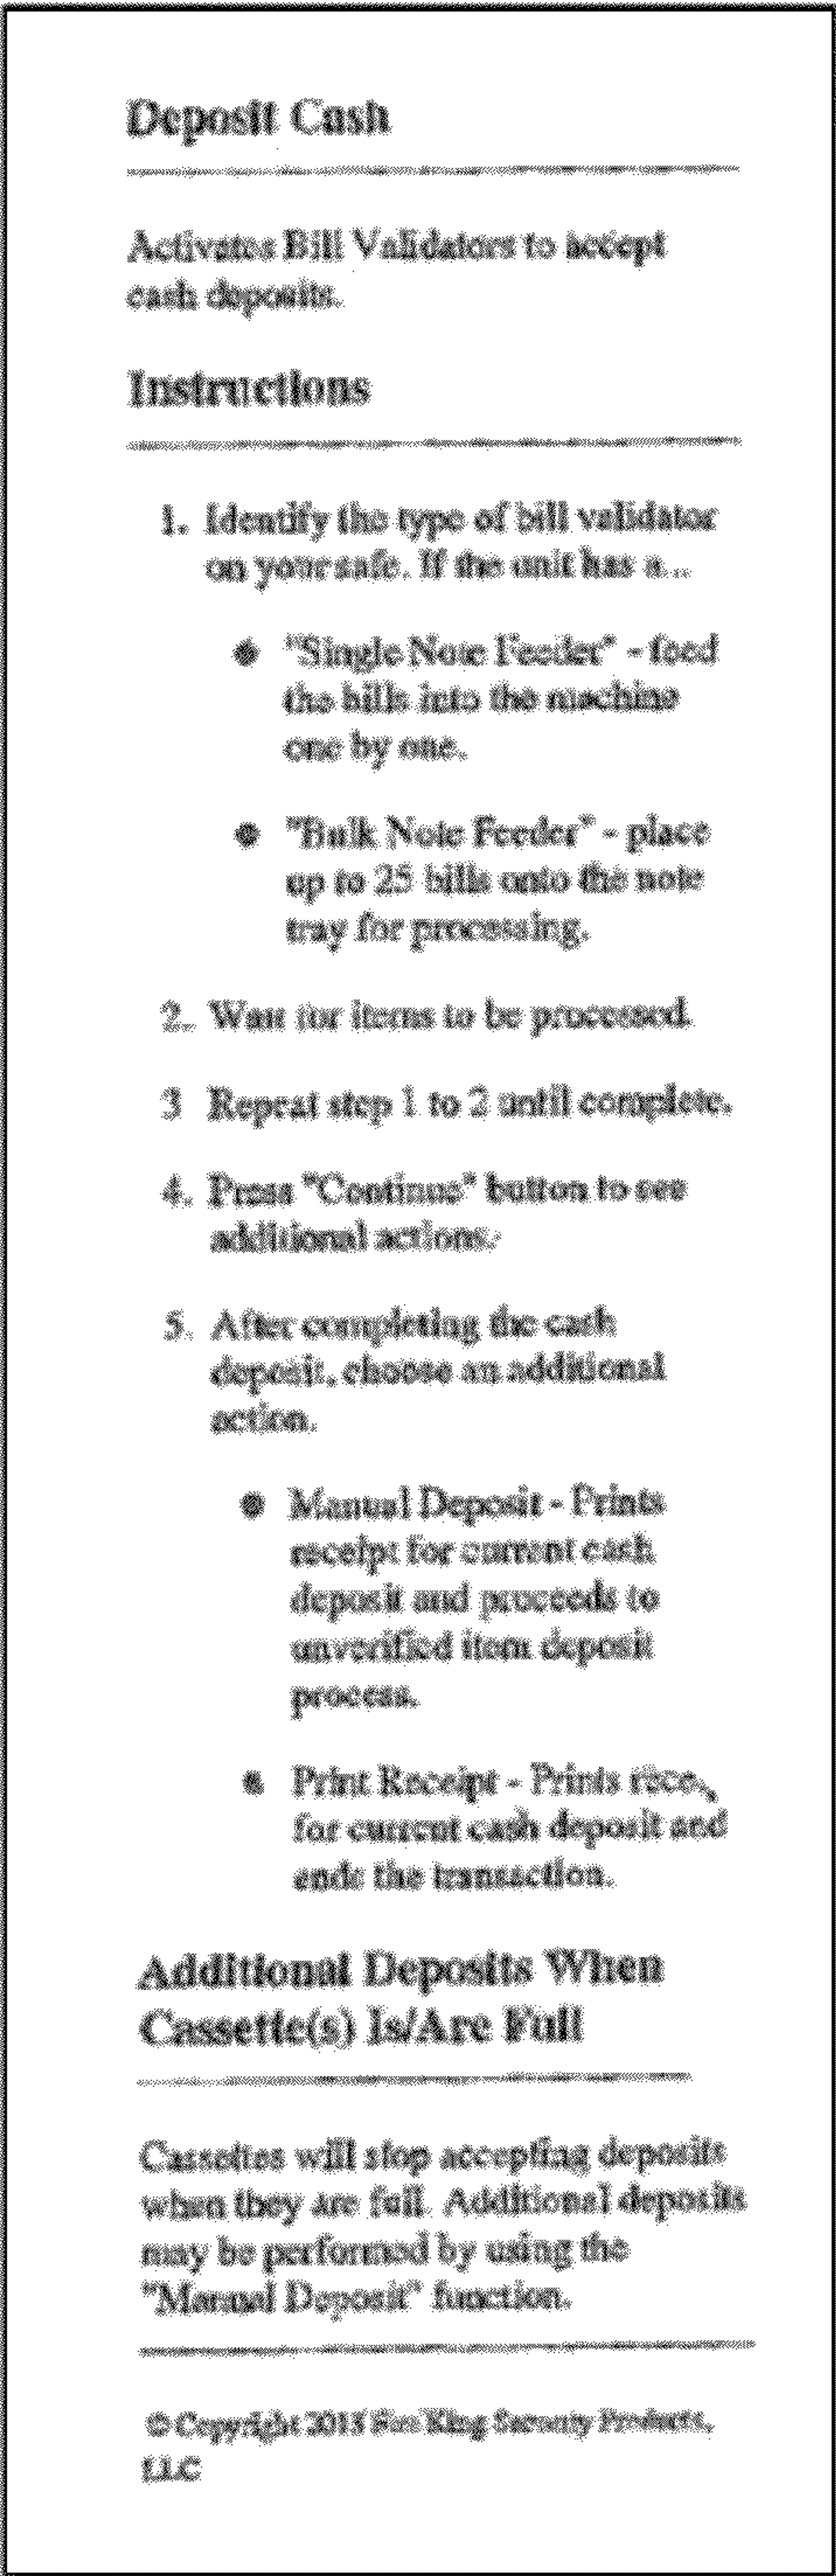 Deposit Cash
Activates Bill Validators to accept
cash deposits.
Instructions
1. Identify the type of bill validator
on your safe. If the unit has a...
● "Single Note Feeder" - feed
the bills into the machine
one by one.
● "Bulk Note Feeder" - place
up to 25 bills onto the note
tray for processing.
2. Wait for items to be processed.
3 Repeat step 1 to 2 until complete.
4. Press "Continue" button to see
additional actions.
5. After completing the cash
deposit, choose an additional
action.
● Manual Deposit - Prints
receipt for current cash
deposit and proceeds to
unverified item deposit
process.
● Print Receipt - Prints
for current cash deposit and
ends the transaction.
Additional Deposits When
Cassette(s) Is/Are Full
Cassettes will stop accepting deposits
when they are full. Additional deposits
may be performed by using the
"Manual Deposit" function.
© Copyright Fire King Security Products,
LLC